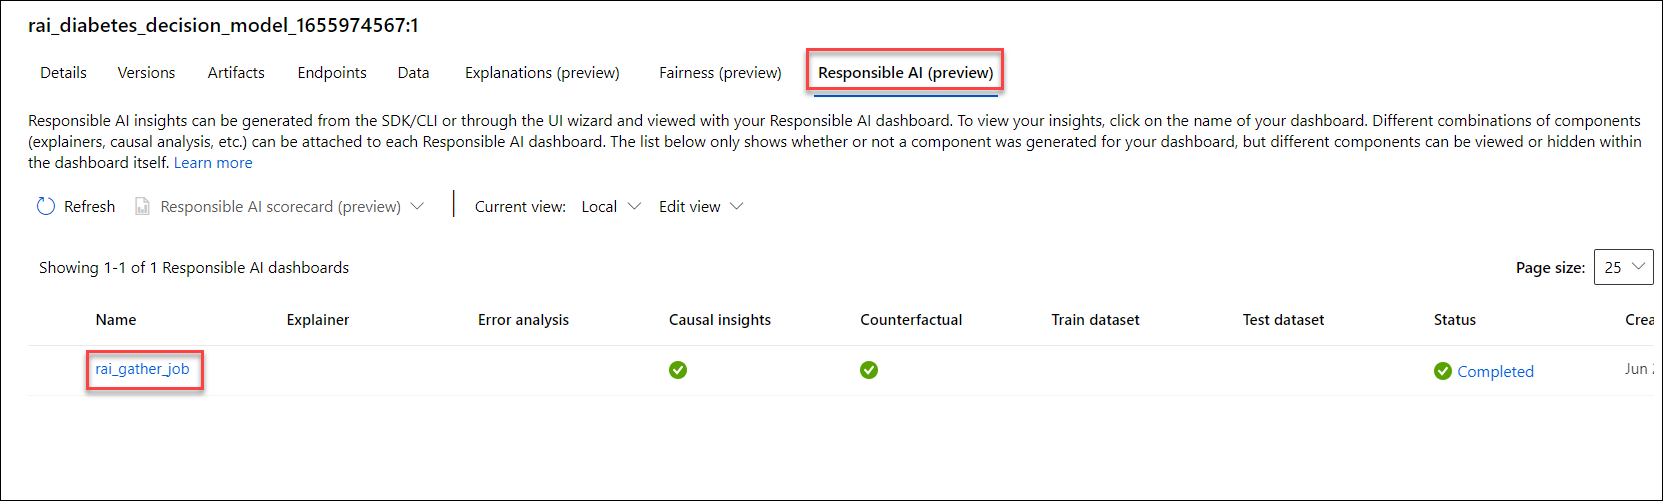 rai_diabetes_decision_model_1655974567:1
Details Versions Artifacts Endpoints Data Explanations (preview) Fairness (preview) Responsible AI (preview)
Responsible AI insights can be generated from the SDK/CLI or through the UI wizard and viewed with your Responsible AI dashboard. To view your insights, click on the name of your dashboard. Different combinations of components
(explainers, causal analysis, etc.) can be attached to each Responsible AI dashboard. The list below only shows whether or not a component was generated for your dashboard, but different components can be viewed or hidden within
the dashboard itself. Learn more
Refresh Responsible AI scorecard (preview) Current view: Local Edit view
Showing 1-1 of 1 Responsible AI dashboards Page size: 25
Name Explainer Error analysis Causal insights Counterfactual Train dataset Test dataset Status Crea
rai_gather_job Completed Jun